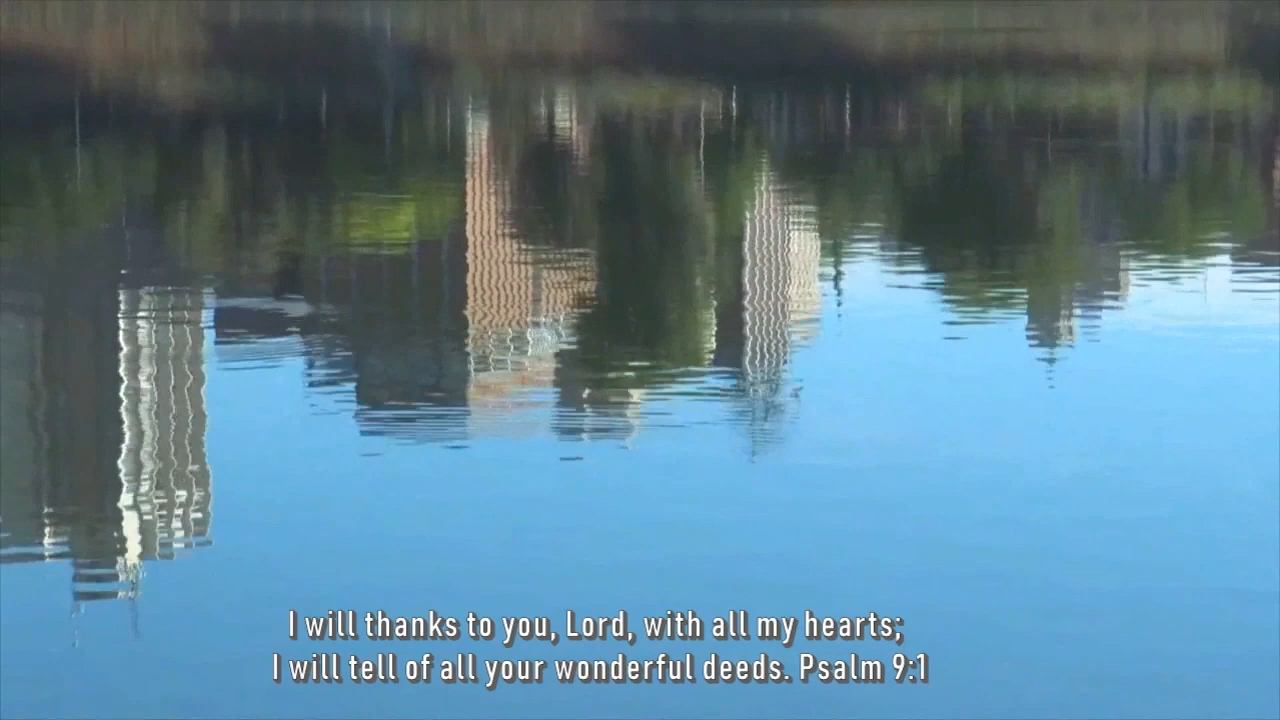 I will thanks to you, Lord, with all my hearts;
I will tell of all your wonderful deeds. Psalm 9:1